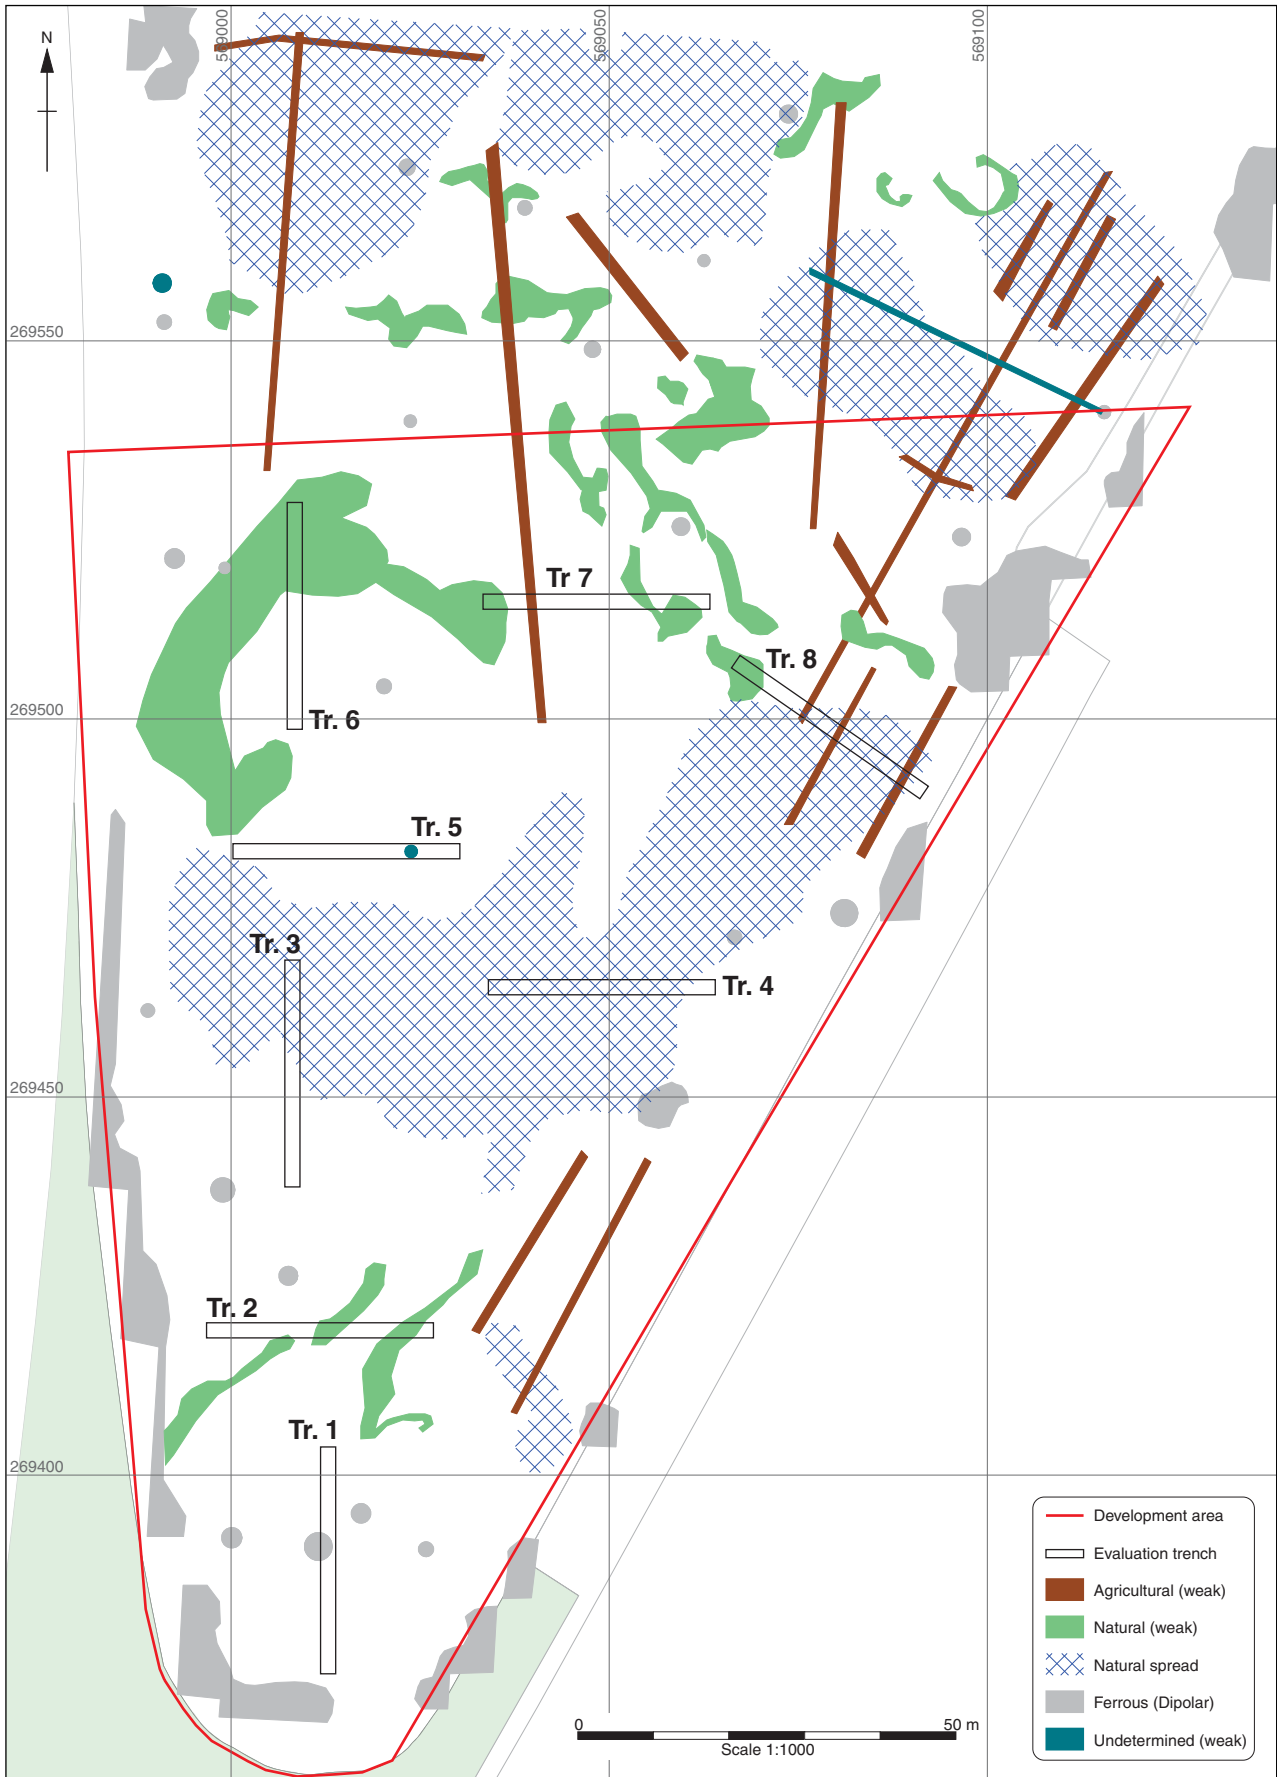 N
569000
569050
569100
269550
Tr 7
Tr. 8
269500
Tr. 6
Tr. 5
Tr. 3
Tr. 4
269450
Tr. 2
Tr. 1
269400
Development area
Evaluation trench
Agricultural (weak)
Natural (weak)
Natural spread
Ferrous (Dipolar)
Undetermined (weak)
0 50 m
Scale 1:1000